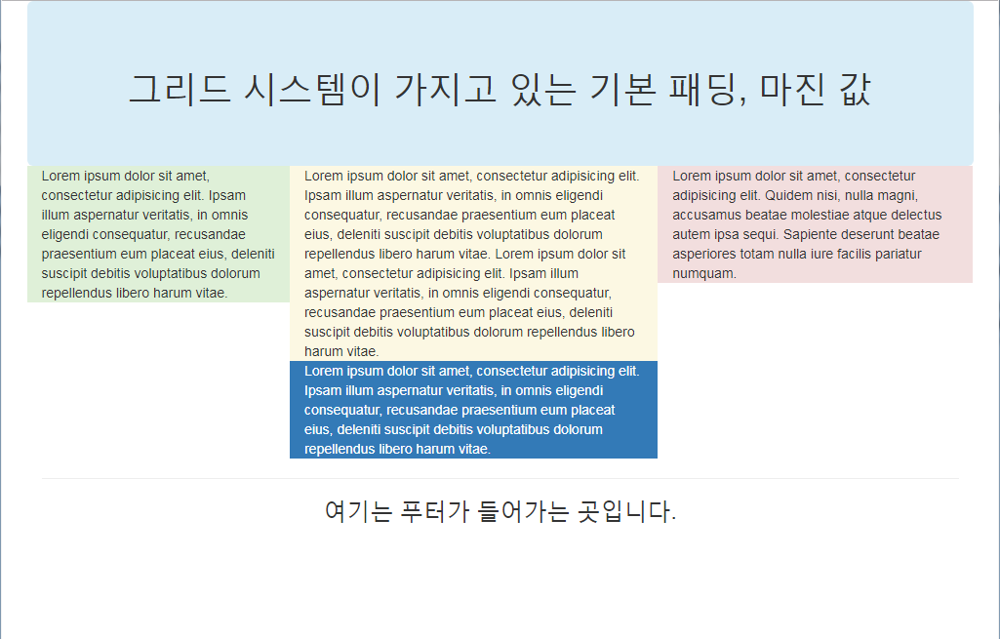 그리드 시스템이 가지고 있는 기본 패딩, 마진 값
Lorem ipsum dolor sit amet,
consectetur adipisicing elit. Ipsam
illum aspernatur veritatis, in omnis
eligendi consequatur, recusandae
praesentium eum placeat eius, deleniti
suscipit debitis voluptatibus dolorum
repellendus libero harum vitae.
Lorem ipsum dolor sit amet, consectetur adipisicing elit.
Ipsam illum aspernatur veritatis, in omnis eligendi
consequatur, recusandae praesentium eum placeat
eius, deleniti suscipit debitis voluptatibus dolorum
repellendus libero harum vitae. Lorem ipsum dolor sit
amet, consectetur adipisicing elit. Ipsam illum
aspernatur veritatis, in omnis eligendi consequatur,
recusandae praesentium eum placeat eius, deleniti
suscipit debitis voluptatibus dolorum repellendus libero
harum vitae.
Lorem ipsum dolor sit amet, consectetur adipisicing elit.
Ipsam illum aspernatur veritatis, in omnis eligendi
consequatur, recusandae praesentium eum placeat
eius, deleniti suscipit debitis voluptatibus dolorum
repellendus libero harum vitae.
Lorem ipsum dolor sit amet, consectetur
adipisicing elit. Quidem nisi, nulla magni,
accusamus beatae molestiae atque delectus
autem ipsa sequi. Sapiente deserunt beatae
asperiores totam nulla iure facilis pariatur
numquam.
여기는 푸터가 들어가는 곳입니다.